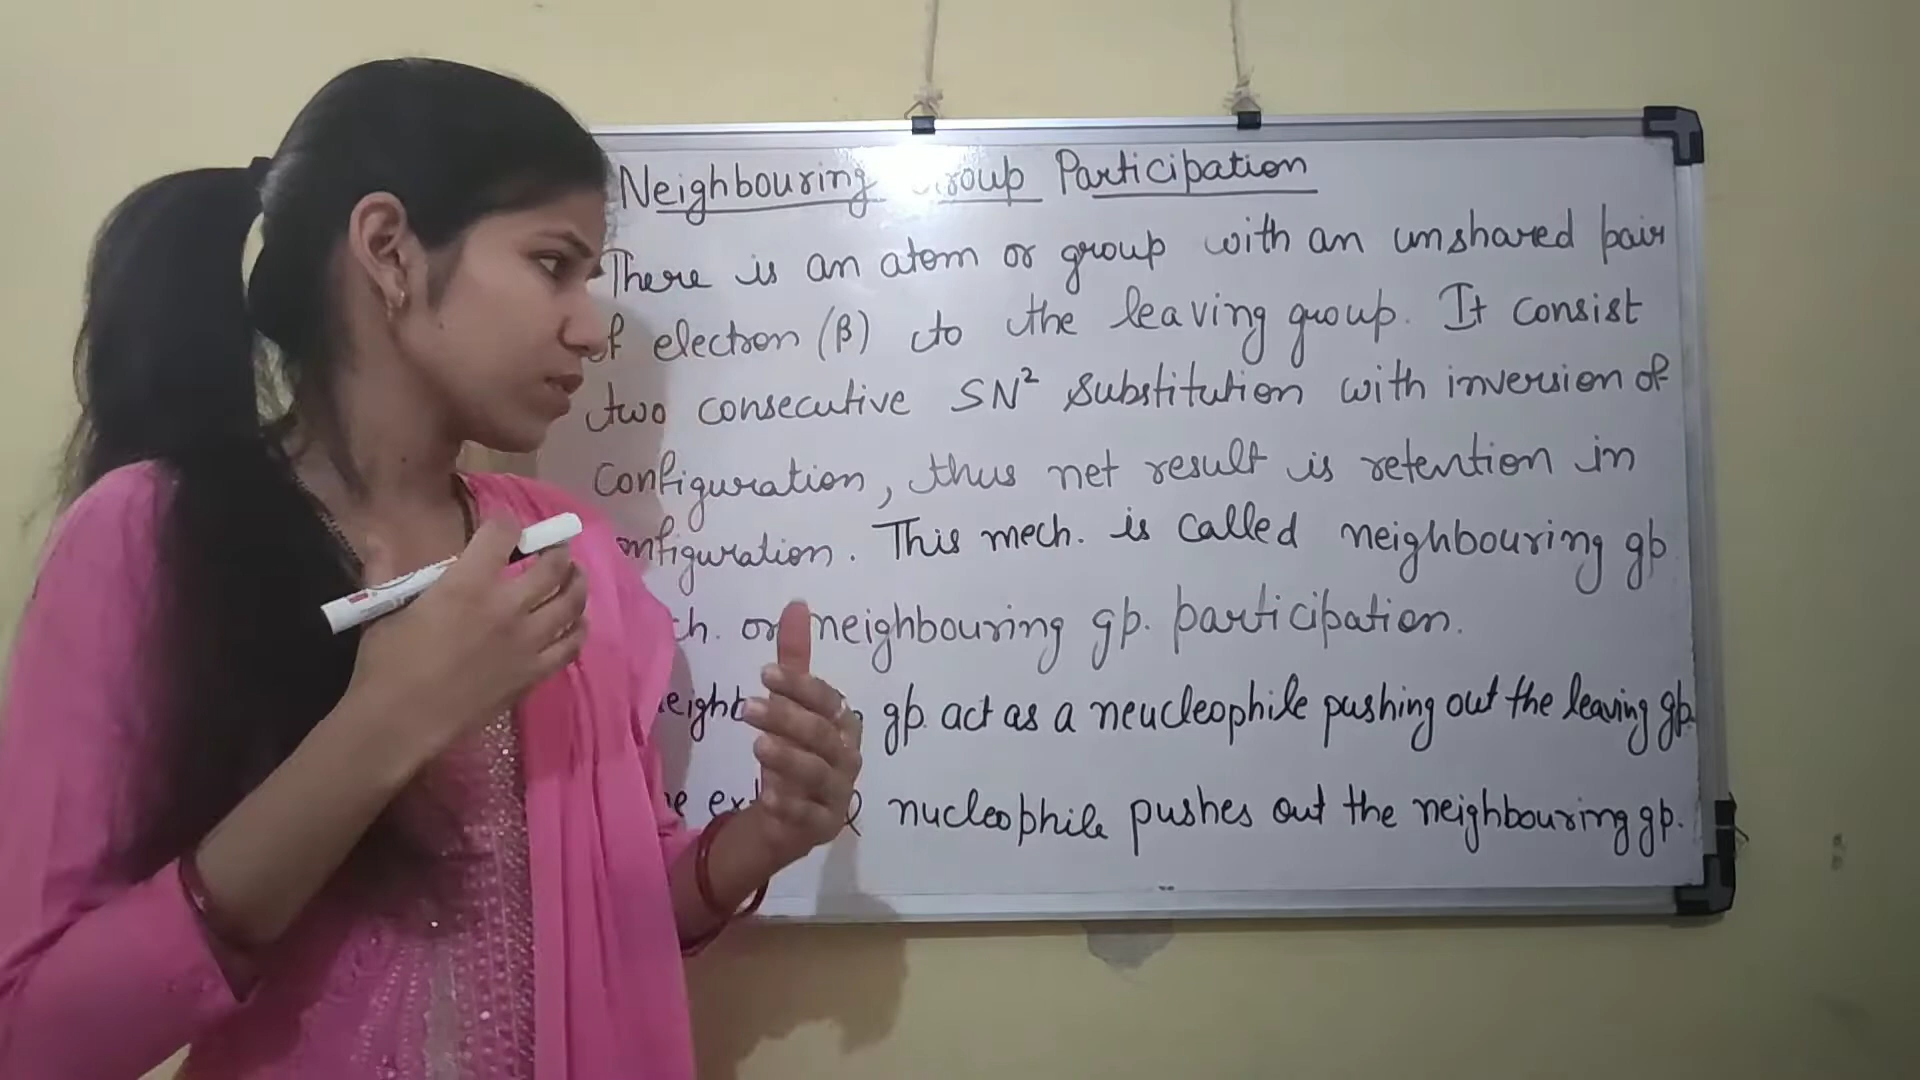 Neighbouring Group Participation
There is an atom or group with an unshared pair
of electron (β) to the leaving group. It consist
two consecutive SN² substitution with inversion of
configuration, thus net result is retention in
onfiguration. This mech. is called neighbouring gp
ch. or neighbouring gp. participation.
gp. act as a neucleophile pushing out the leaving gp.
nucleophile pushes out the neighbouring gp.